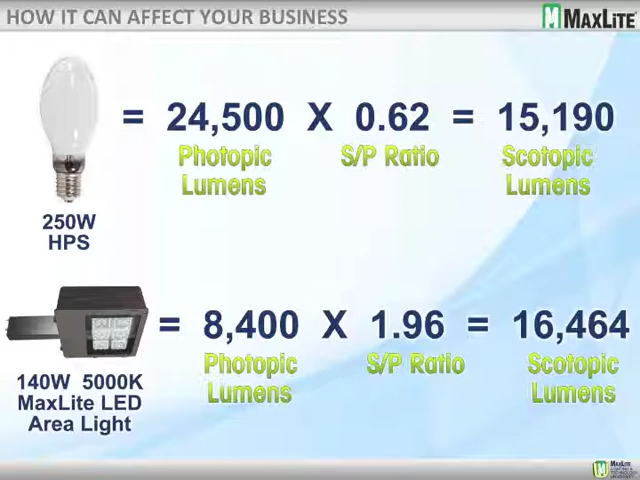 HOW IT CAN AFFECT YOUR BUSINESS
MAXLITE
= 24,500 X 0.62 = 15,190
Photopic Lumens S/P Ratio Scotopic Lumens
250W
HPS
= 8,400 X 1.96 = 16,464
Photopic Lumens S/P Ratio Scotopic Lumens
140W 5000K
MaxLite LED
Area Light
MAXLITE